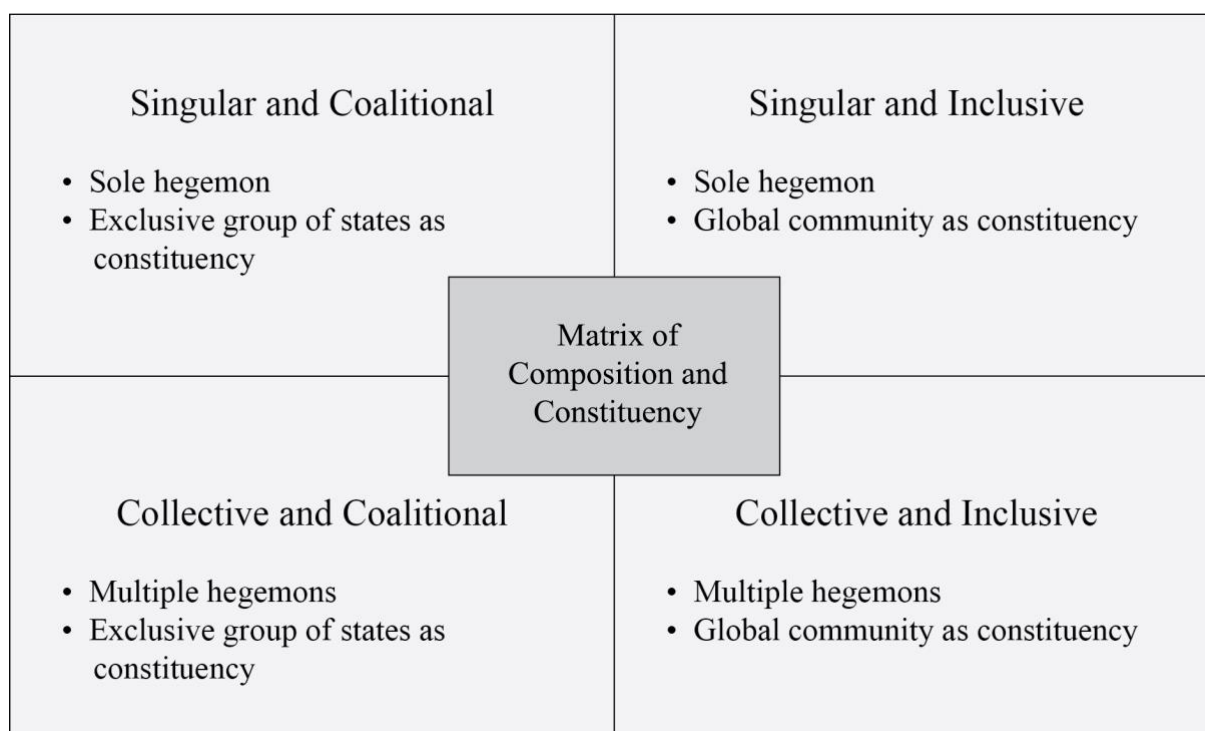 Singular and Coalitional
• Sole hegemon
• Exclusive group of states as
constituency
Singular and Inclusive
• Sole hegemon
• Global community as constituency
Matrix of
Composition and
Constituency
Collective and Coalitional
• Multiple hegemons
• Exclusive group of states as
constituency
Collective and Inclusive
• Multiple hegemons
• Global community as constituency